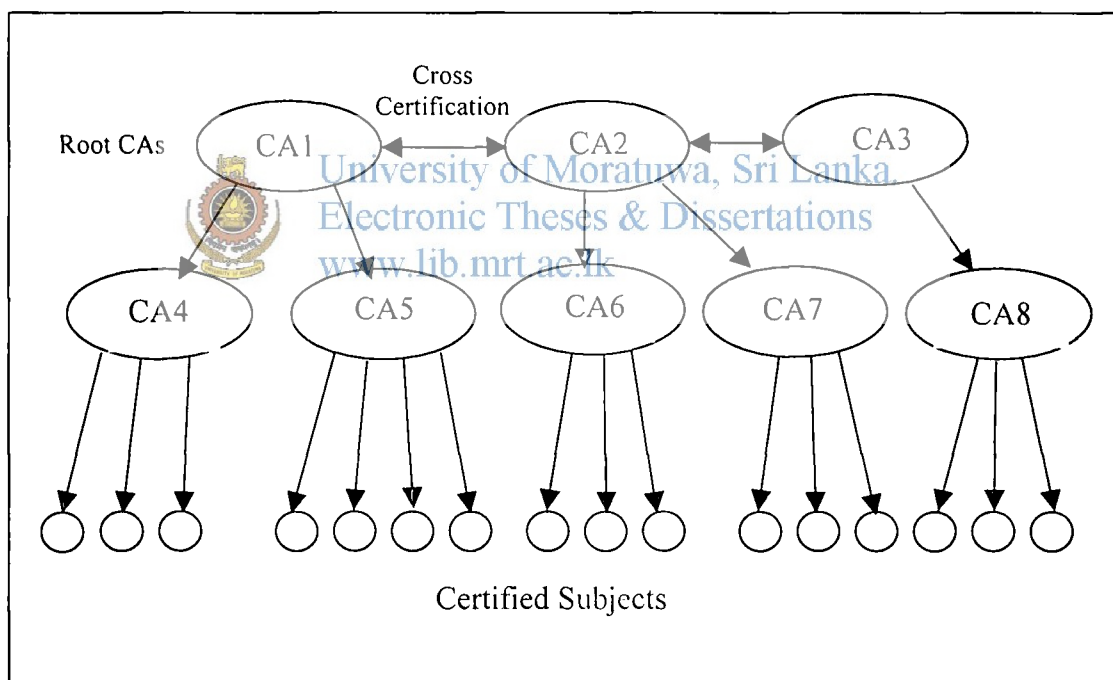 Cross
Certification
Root CAs
CA1
CA2
CA3
University of Moratuwa, Sri Lanka.
Electronic Theses & Dissertations
www.lib.mrt.ac.lk
CA4
CA5
CA6
CA7
CA8
Certified Subjects